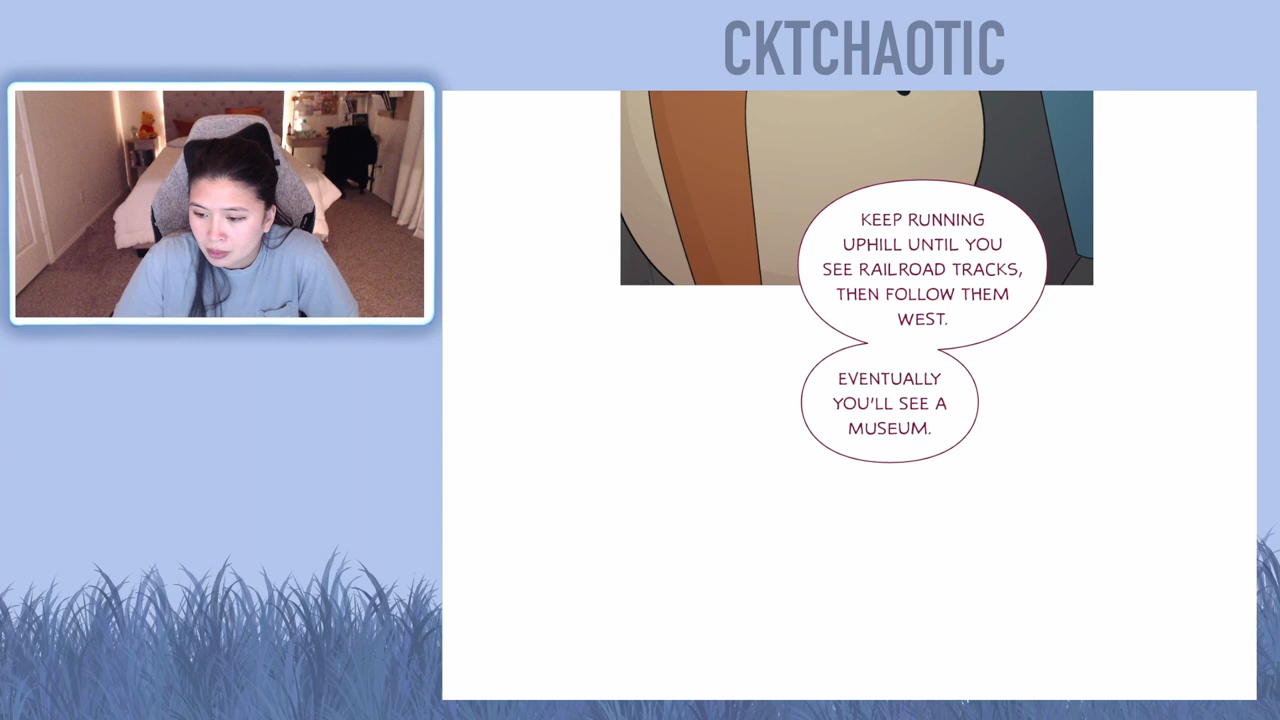 CKTCHAOTIC
KEEP RUNNING
UPHILL UNTIL YOU
SEE RAILROAD TRACKS,
THEN FOLLOW THEM
WEST.
EVENTUALLY
YOU'LL SEE A
MUSEUM.